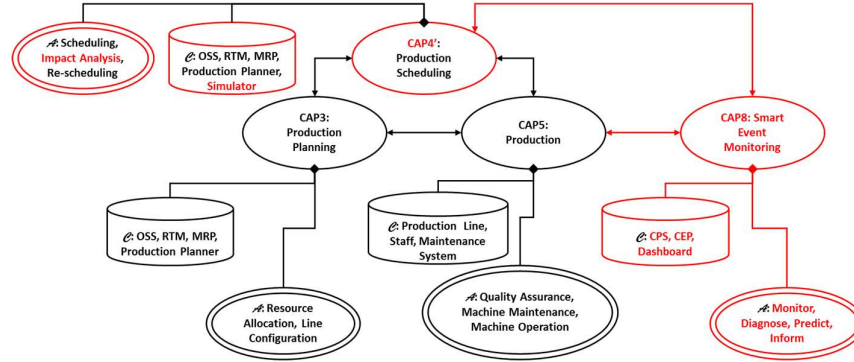 𝒜: Scheduling,
Impact Analysis,
Re-scheduling
𝒞: OSS, RTM, MRP,
Production Planner,
Simulator
CAP4':
Production
Scheduling
CAP3:
Production
Planning
CAP5:
Production
CAP8: Smart
Event
Monitoring
𝒞: OSS, RTM, MRP,
Production Planner
𝒞: Production Line,
Staff, Maintenance
System
𝒞: CPS, CEP,
Dashboard
𝒜: Resource
Allocation, Line
Configuration
𝒜: Quality Assurance,
Machine Maintenance,
Machine Operation
𝒜: Monitor,
Diagnose, Predict,
Inform